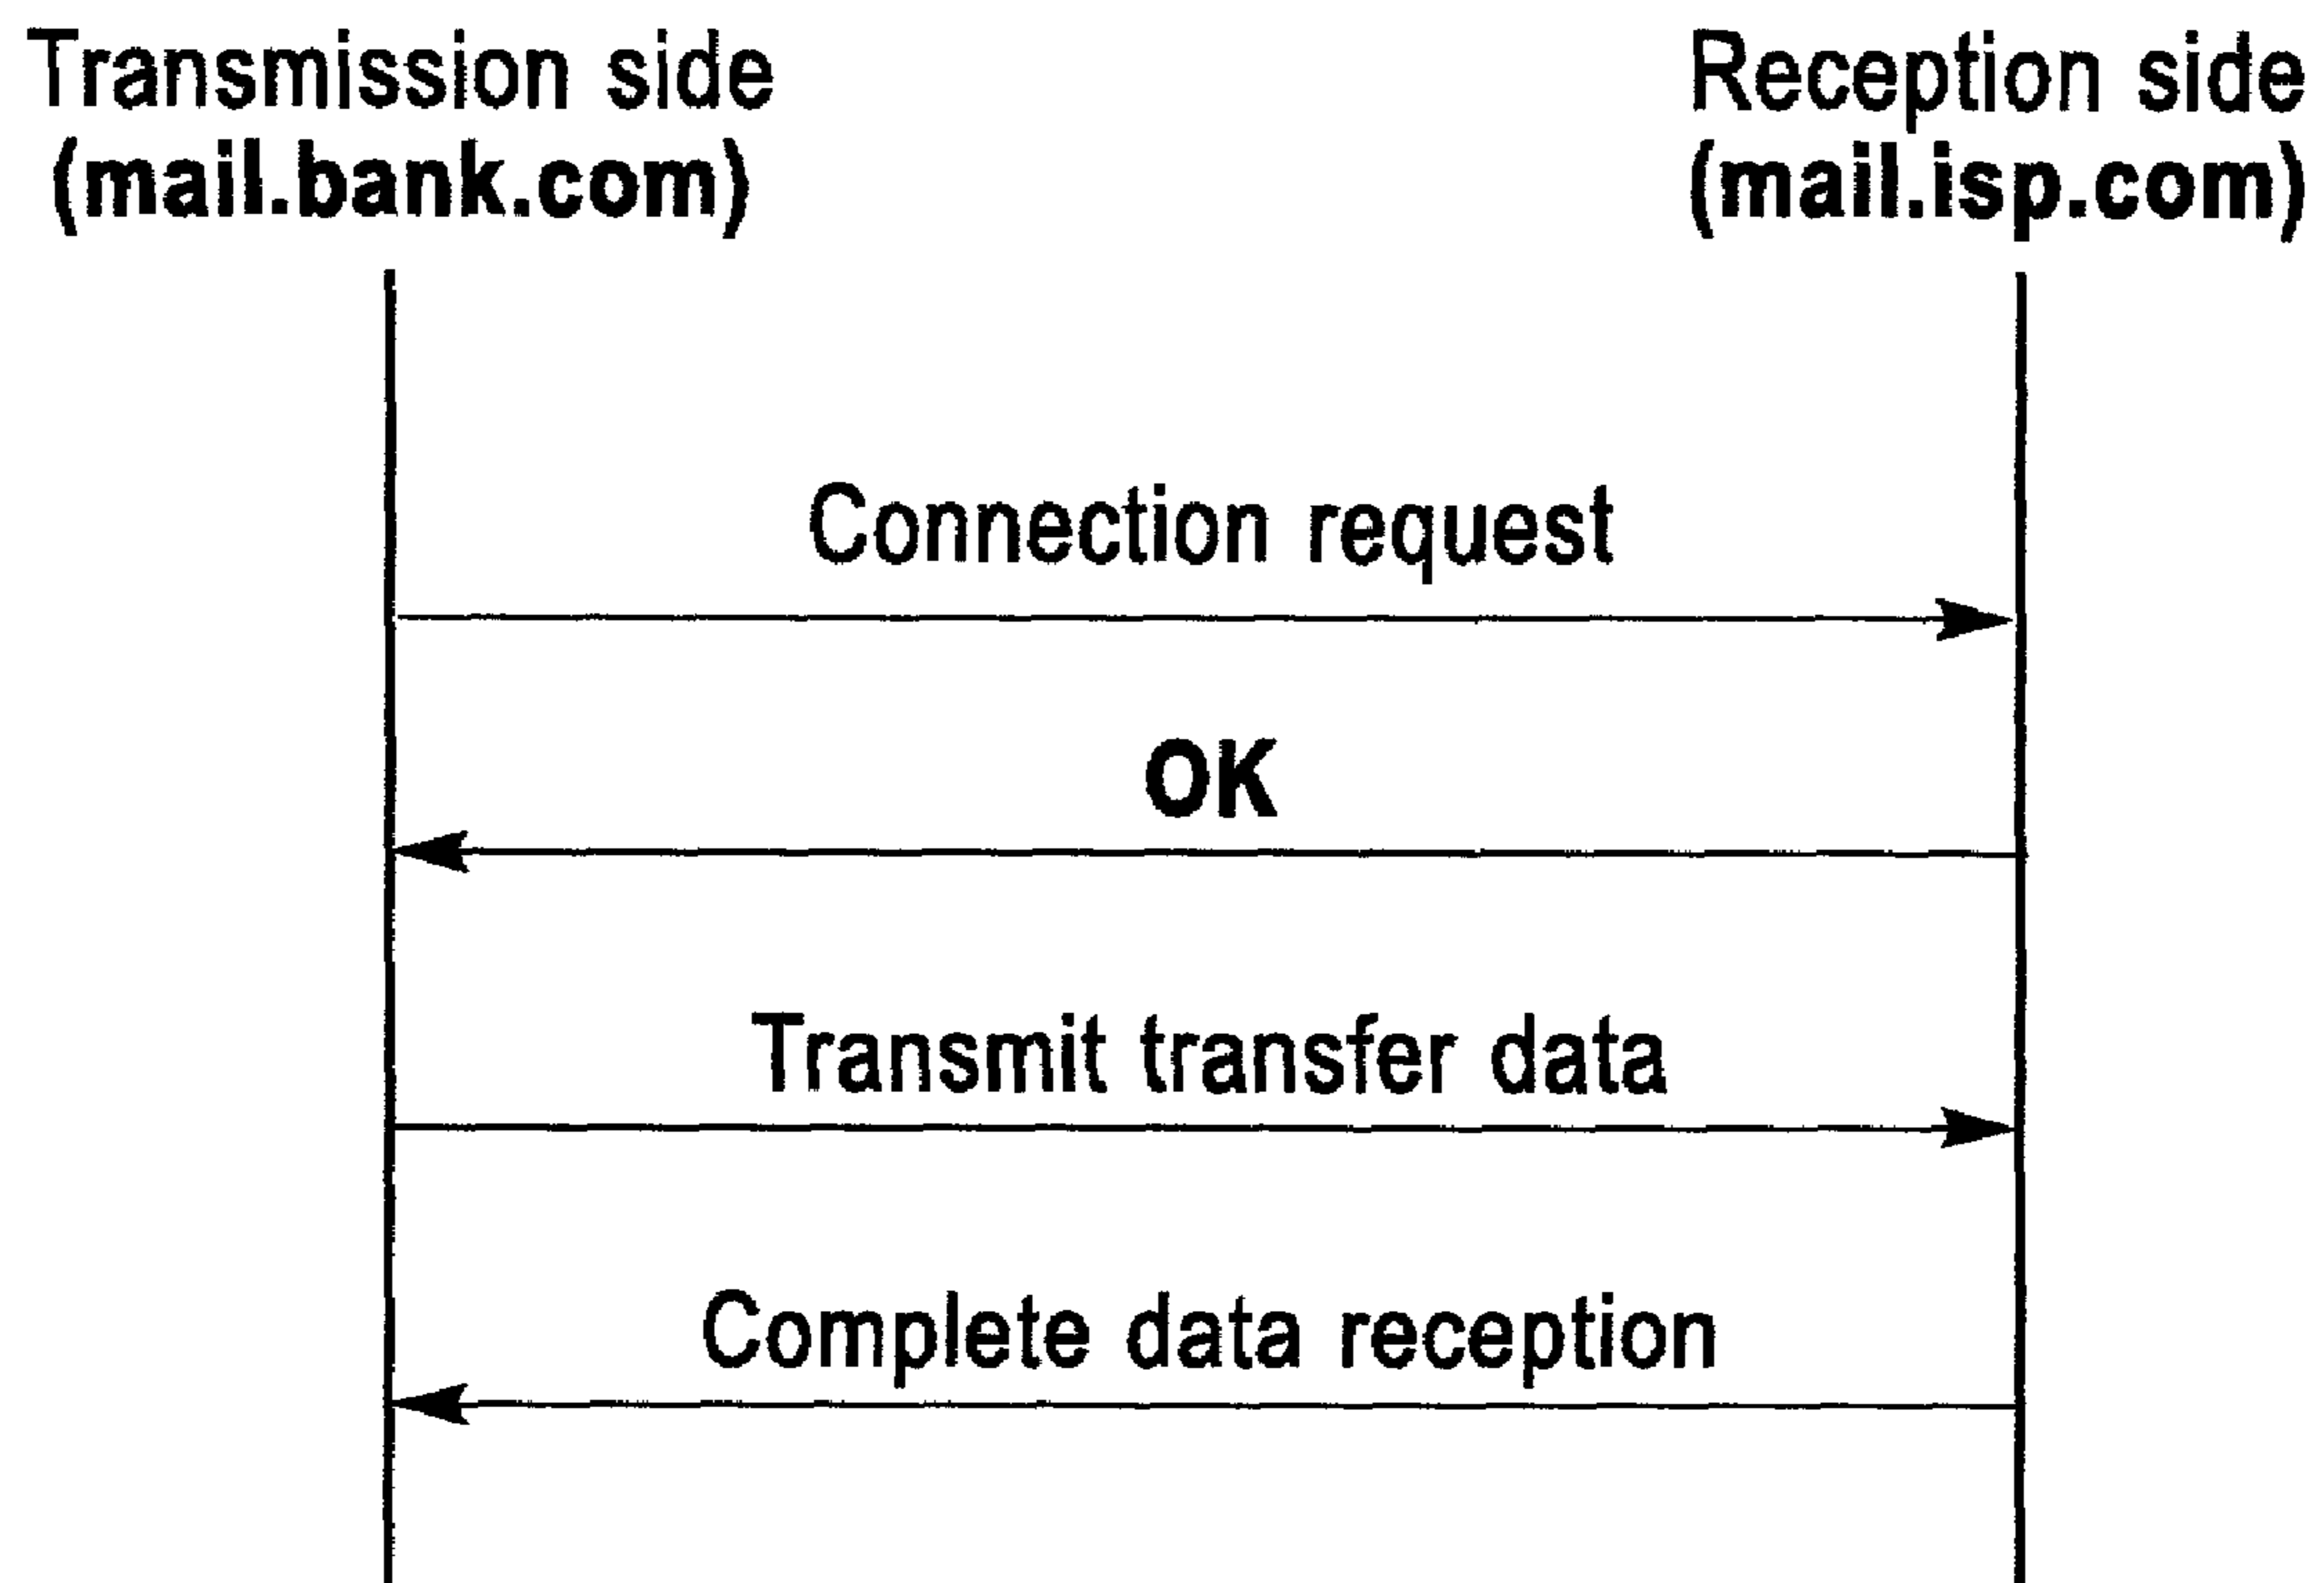 Transmission side
(mail.bank.com)
Reception side
(mail.isp.com)
Connection request
OK
Transmit transfer data
Complete data reception